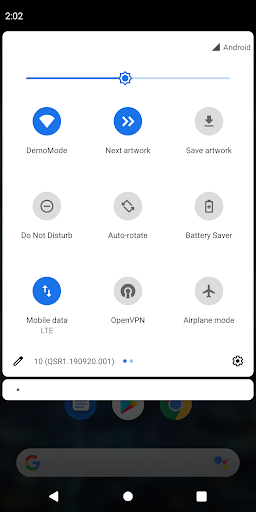 2:02
Android
DemoMode
Next artwork
Save artwork
Do Not Disturb
Auto-rotate
Battery Saver
Mobile data
LTE
OpenVPN
Airplane mode
10 (QSR1.190920.001)